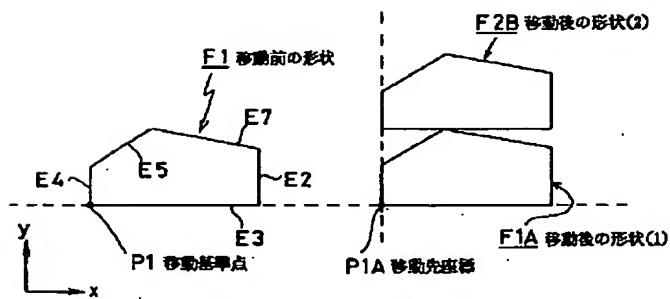 F2B 移動後の形状(2)
F1 移動前の形状
E7
E5
E4
E2
E3
F1A 移動後の形状(1)
P1 移動基準点
P1A 移動先座標
y
x